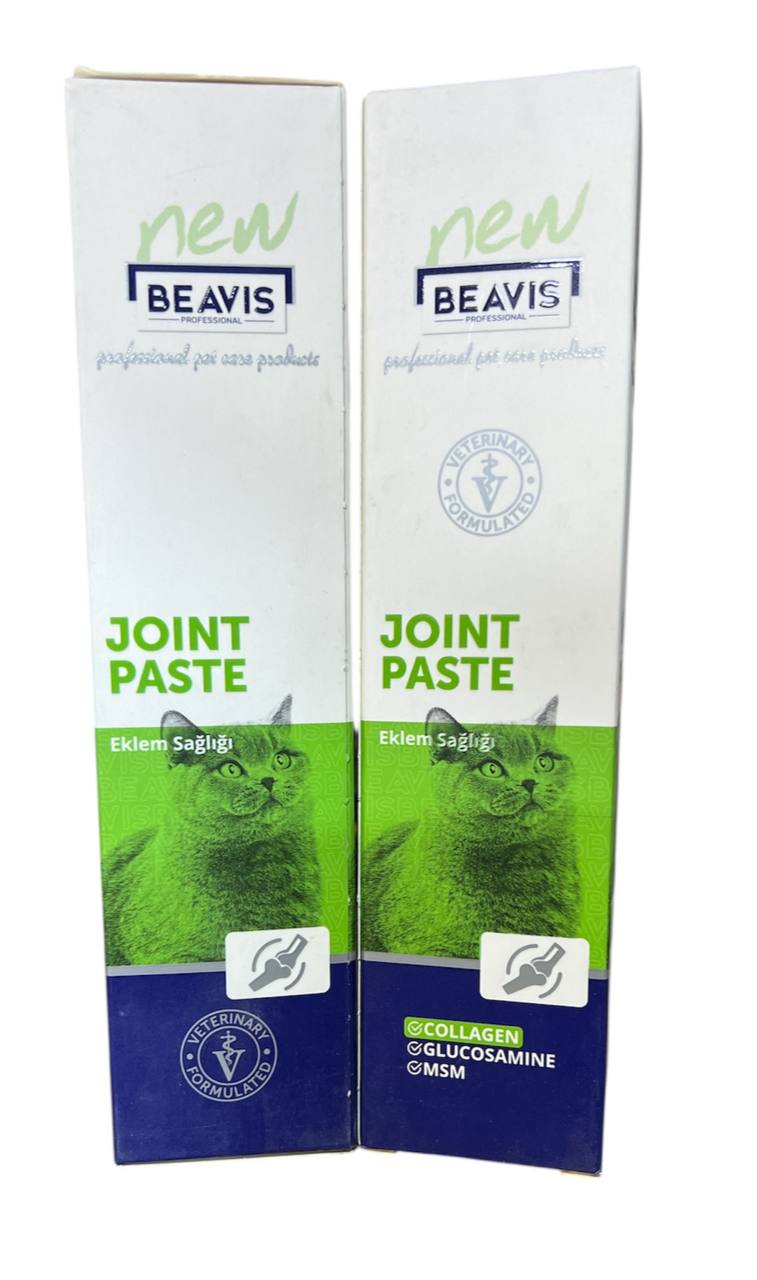 new
BEAVIS
PROFESSIONAL
professional pet care products
JOINT
PASTE
Eklem Sağlığı
VETERINARY
FORMULATED
V
new
BEAVIS
PROFESSIONAL
professional pet care products
VETERINARY
FORMULATED
V
JOINT
PASTE
Eklem Sağlığı
COLLAGEN
GLUCOSAMINE
MSM